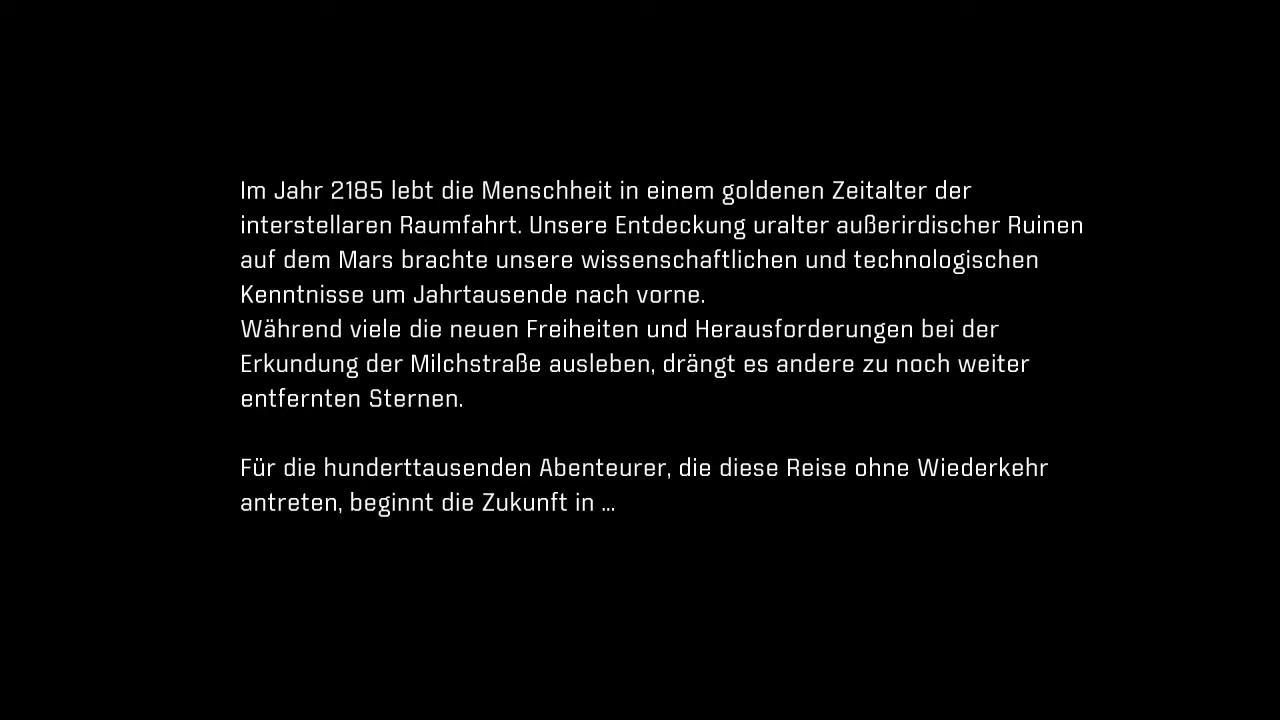 Im Jahr 2185 lebt die Menschheit in einem goldenen Zeitalter der
interstellaren Raumfahrt. Unsere Entdeckung uralter außerirdischer Ruinen
auf dem Mars brachte unsere wissenschaftlichen und technologischen
Kenntnisse um Jahrtausende nach vorne.
Während viele die neuen Freiheiten und Herausforderungen bei der
Erkundung der Milchstraße ausleben, drängt es andere zu noch weiter
entfernten Sternen.
Für die hunderttausenden Abenteurer, die diese Reise ohne Wiederkehr
antreten, beginnt die Zukunft in ...